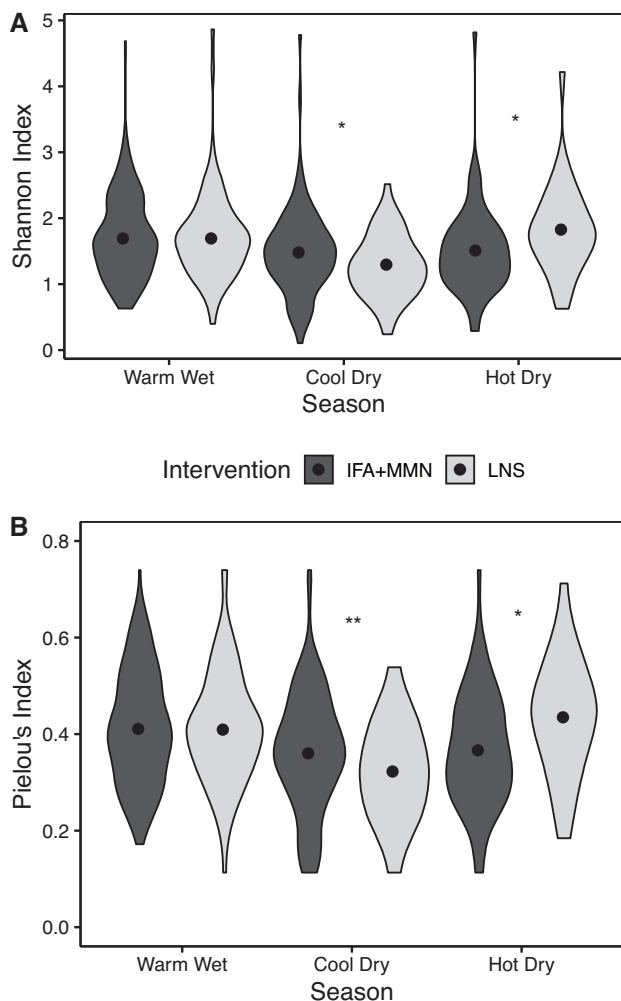 A
Shannon Index
5
4
3
2
1
0
*
*
Warm Wet Cool Dry Hot Dry
Season
Intervention IFA+MMN LNS
B
Pielou's Index
0.8
0.6
0.4
0.2
0.0
**
*
Warm Wet Cool Dry Hot Dry
Season